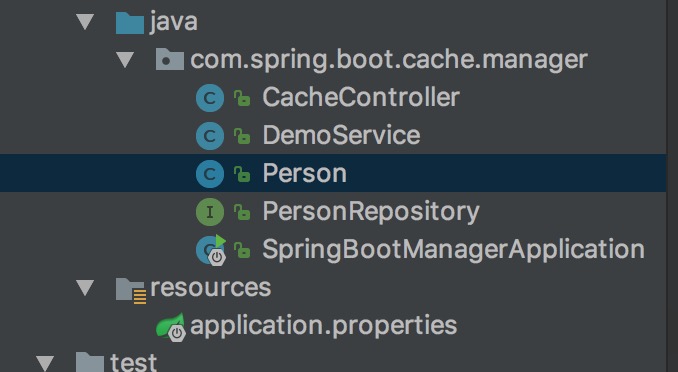 java
com.spring.boot.cache.manager
C CacheController
C DemoService
C Person
I PersonRepository
C SpringBootManagerApplication
resources
application.properties
test